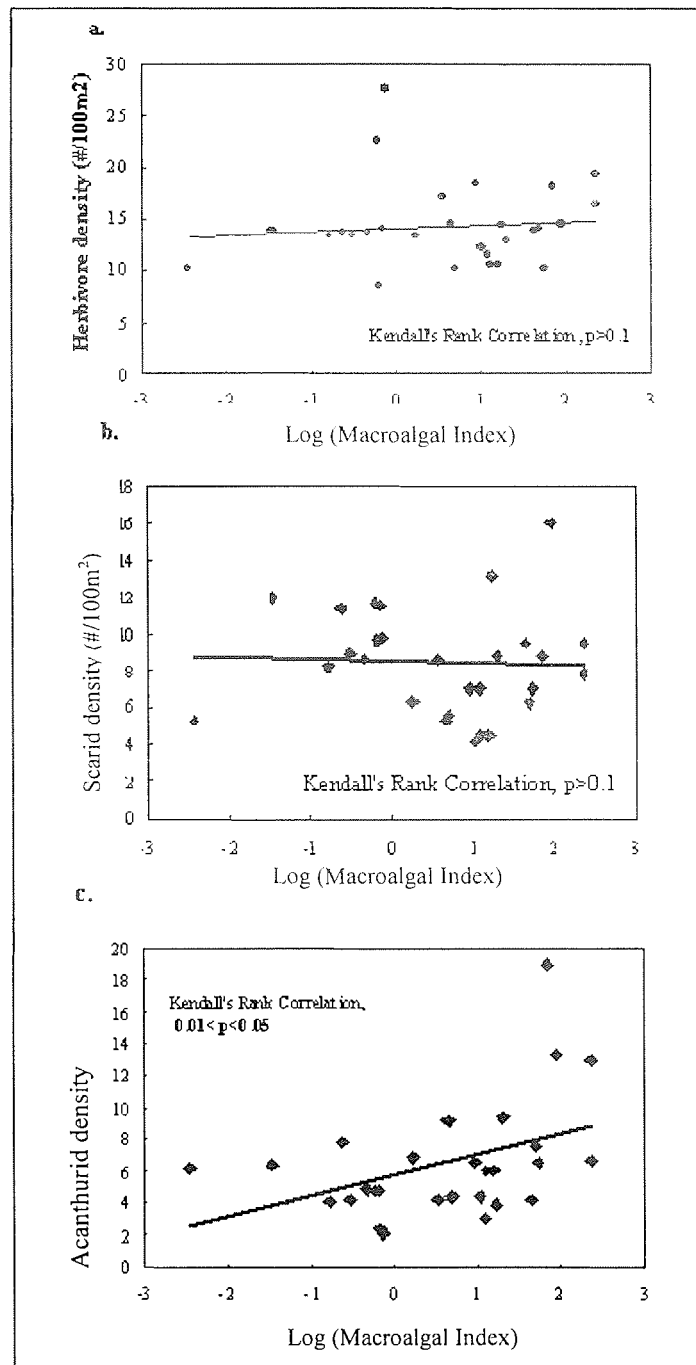 a.
Herbivore density (#/100m2)
30
25
20
15
10
5
0
-3 -2 -1 0 1 2 3
Log (Macroalgal Index)
Kendall's Rank Correlation ,p>0.1
b.
Scarid density (#/100m²)
18
16
14
12
10
8
6
4
2
0
-3 -2 -1 0 1 2 3
Log (Macroalgal Index)
Kendall's Rank Correlation, p>0.1
c.
Acanthurid density
20
18
16
14
12
10
8
6
4
2
0
-3 -2 -1 0 1 2 3
Log (Macroalgal Index)
Kendall's Rank Correlation,
0.01<p<0.05